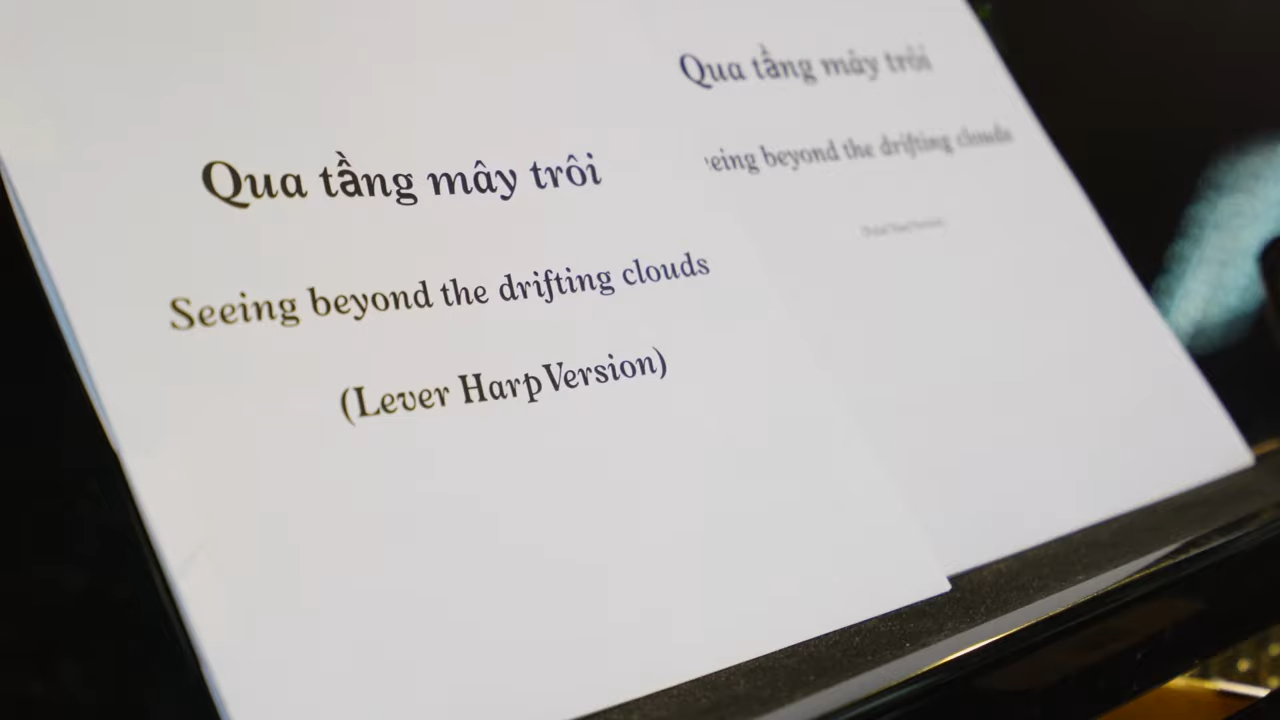 Qua tầng mây trôi
Seeing beyond the drifting clouds
(Lever Harp Version)
Qua tầng mây trôi
eing beyond the drifting clouds